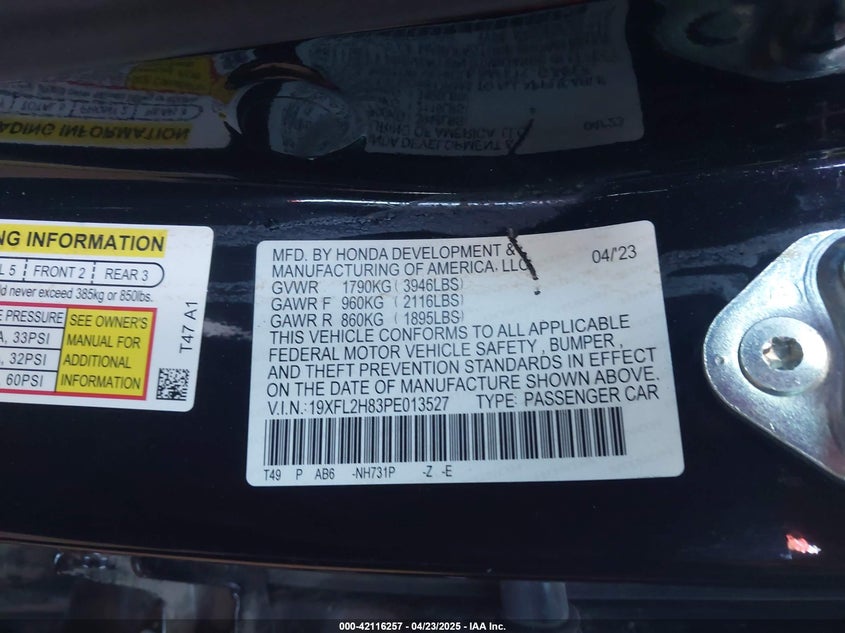 NG INFORMATION
L 5 FRONT 2 REAR 3
ld never exceed 385kg or 850lbs.
E PRESSURE
A, 33PSI
, 32PSI
, 60PSI
SEE OWNER'S
MANUAL FOR
ADDITIONAL
INFORMATION
T47 A1
MFD. BY HONDA DEVELOPMENT & 04/'23
MANUFACTURING OF AMERICA, LLC
GVWR 1790KG (3946LBS)
GAWR F 960KG (2116LBS)
GAWR R 860KG (1895LBS)
THIS VEHICLE CONFORMS TO ALL APPLICABLE
FEDERAL MOTOR VEHICLE SAFETY, BUMPER,
AND THEFT PREVENTION STANDARDS IN EFFECT
ON THE DATE OF MANUFACTURE SHOWN ABOVE.
V.I.N.:19XFL2H83PE013527 TYPE: PASSENGER CAR
T49 P AB6 -NH731P -Z -E
000-42116257 - 04/23/2025 - IAA Inc.